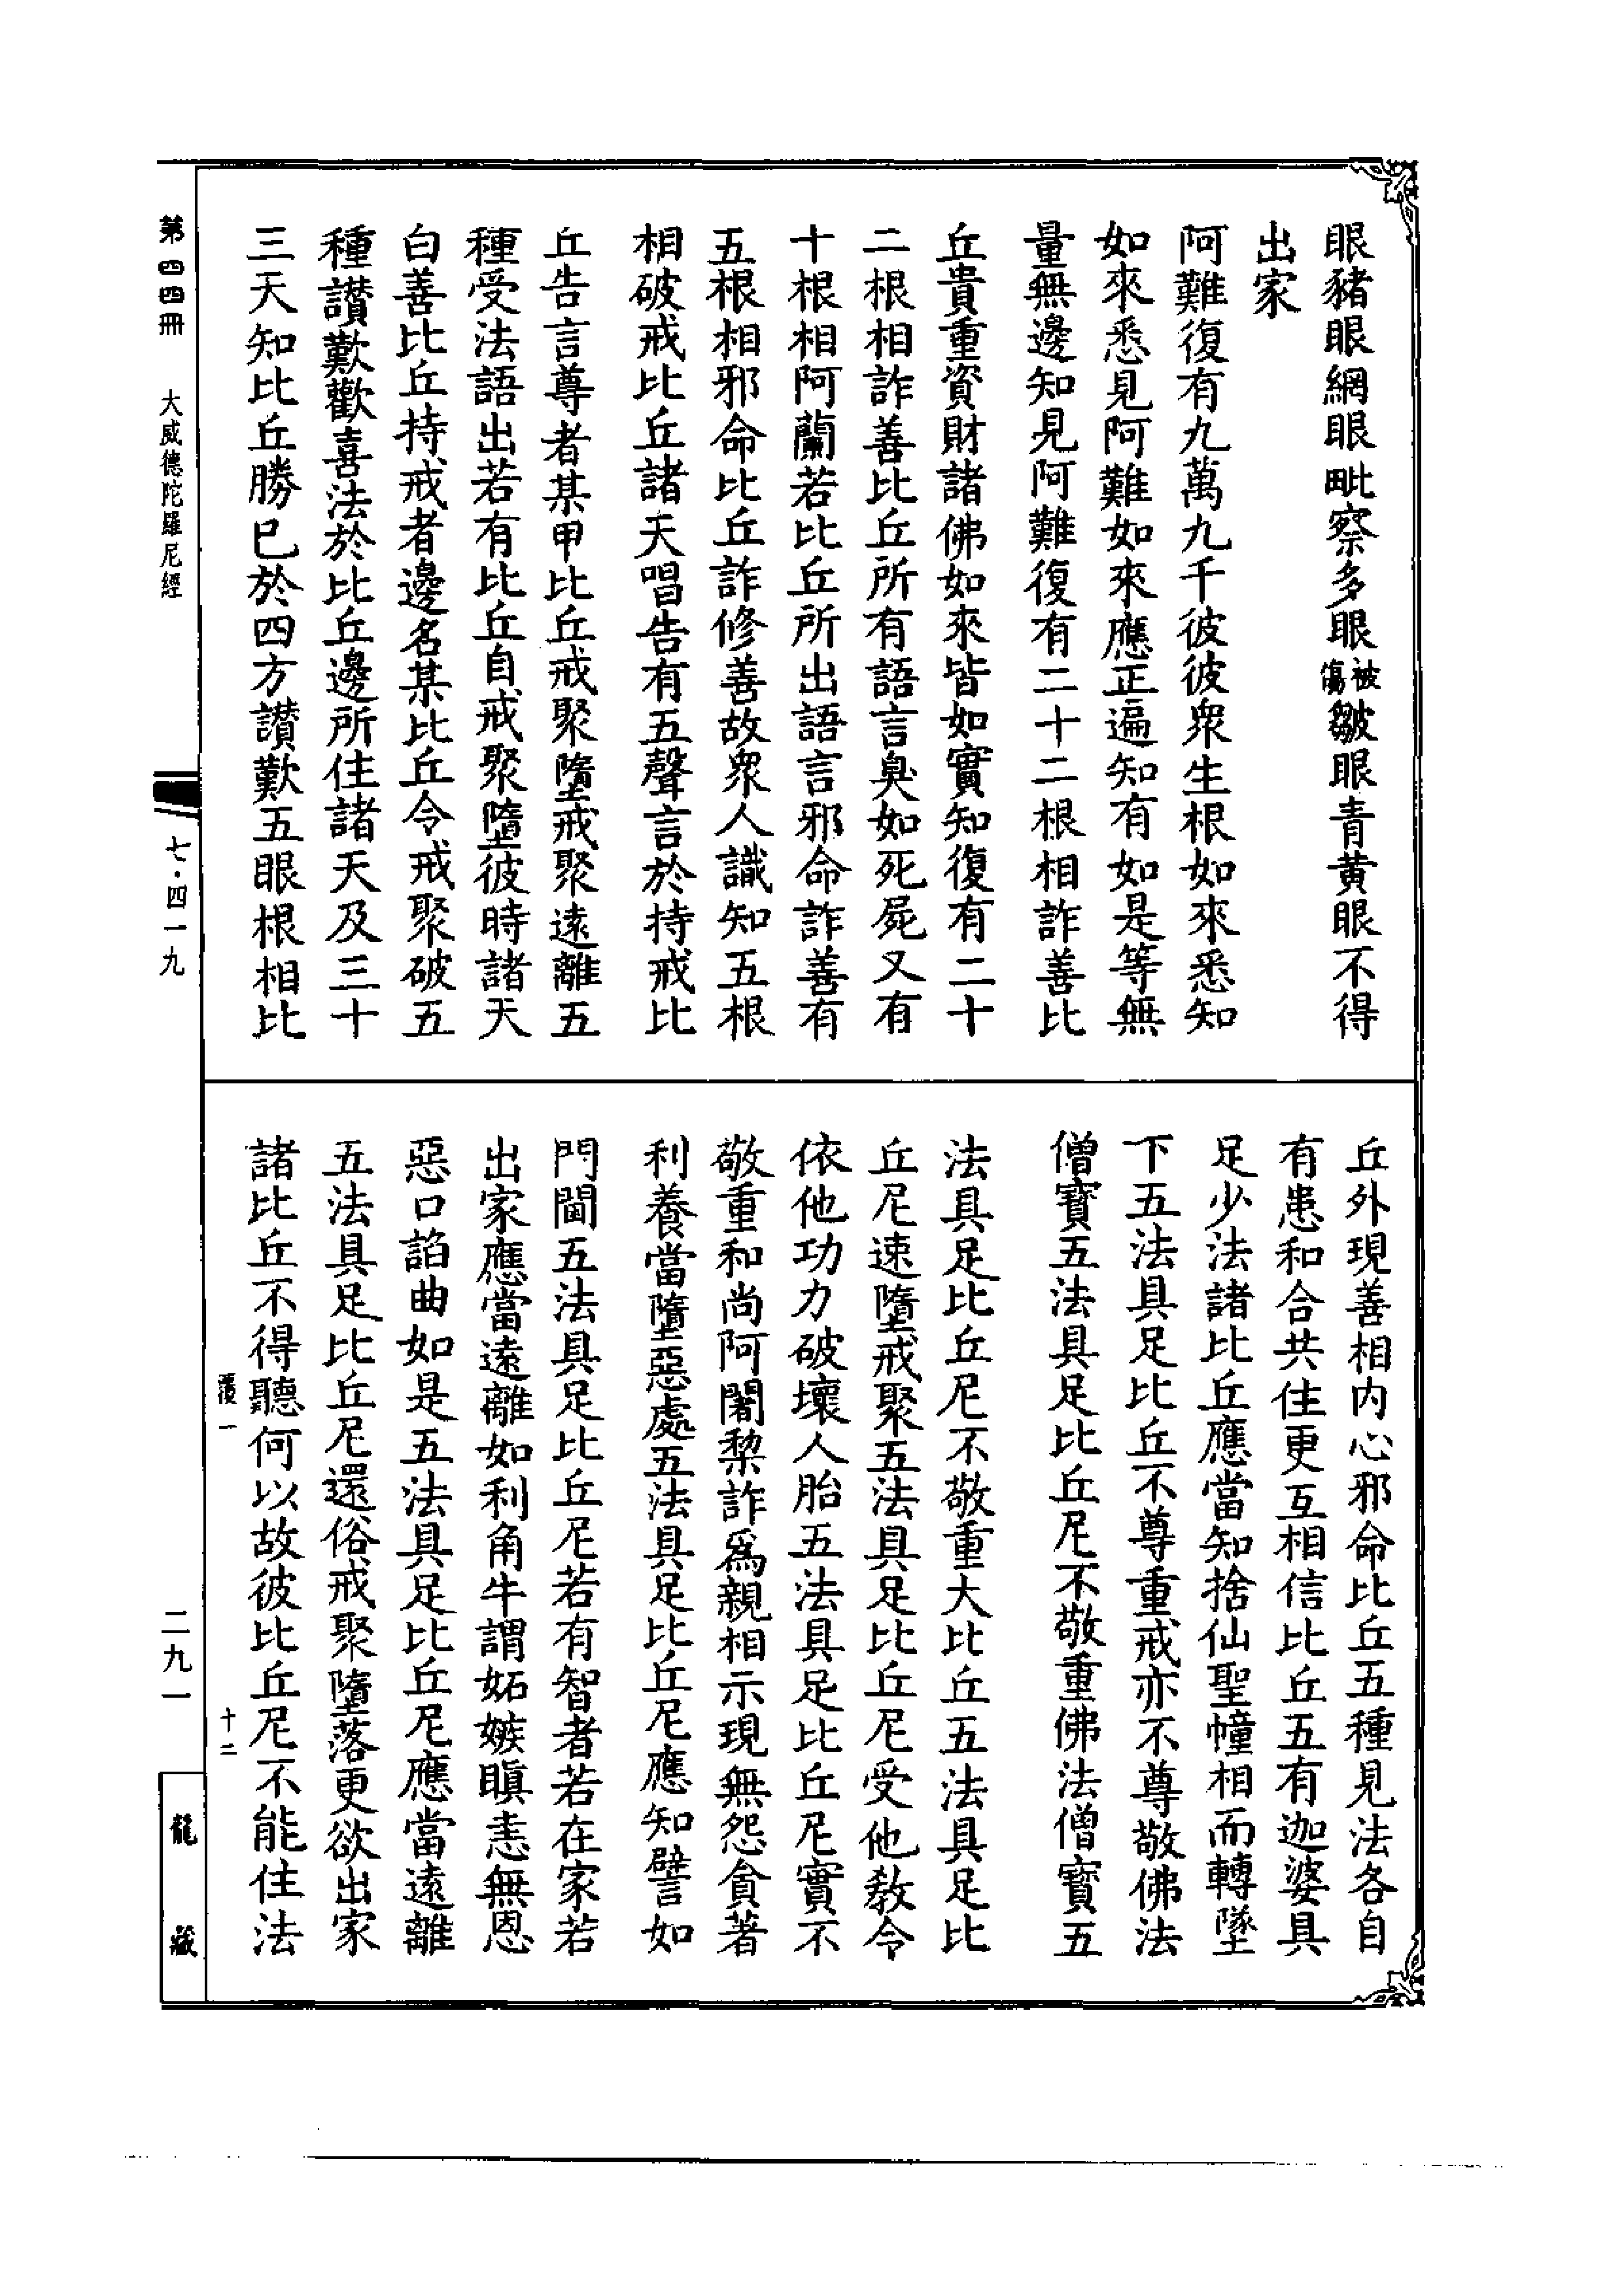 眼豬眼網眼毗察多眼被傷皺眼青黃眼不得
出家
阿難復有九萬九千彼彼眾生根如來悉知
如來悉見阿難如來應正遍知有如是等無
量無邊知見阿難復有二十二根相詐善比
丘貴重資財諸佛如來皆如實知復有二十
二根相詐善比丘所有語言臭如死屍又有
十根相阿蘭若比丘所出語言邪命詐善有
五根相邪命比丘詐修善故眾人識知五根
相破戒比丘諸天唱告有五聲言於持戒比
丘告言尊者某甲比丘戒聚墮戒聚遠離五
種受法語出若有比丘自戒聚墮彼時諸天
白善比丘持戒者邊名某比丘令戒聚破五
種讚歎歡喜法於比丘邊所住諸天及三十
三天知比丘勝已於四方讚歎五眼根相比
丘外現善相內心邪命比丘五種見法各自
有患和合共住更互相信比丘五有迦婆具
足少法諸比丘應當知捨仙聖幢相而轉墜
下五法具足比丘不尊重戒亦不尊敬佛法
僧寶五法具足比丘尼不敬重佛法僧寶五
法具足比丘尼不敬重大比丘五法具足比
丘尼速墮戒聚五法具足比丘尼受他教令
依他功力破壞人胎五法具足比丘尼實不
敬重和尚阿闍梨詐為親相示現無怨貪著
利養當墮惡處五法具足比丘尼應知譬如
門閫五法具足比丘尼若有智者若在家若
出家應當遠離如利角牛謂妬嫉瞋恚無恩
惡口諂曲如是五法具足比丘尼應當遠離
五法具足比丘尼還俗戒聚墮落更欲出家
諸比丘不得聽何以故彼比丘尼不能住法
十二
第四四冊 大威德陀羅尼經
七·四一九
二九一
龍藏